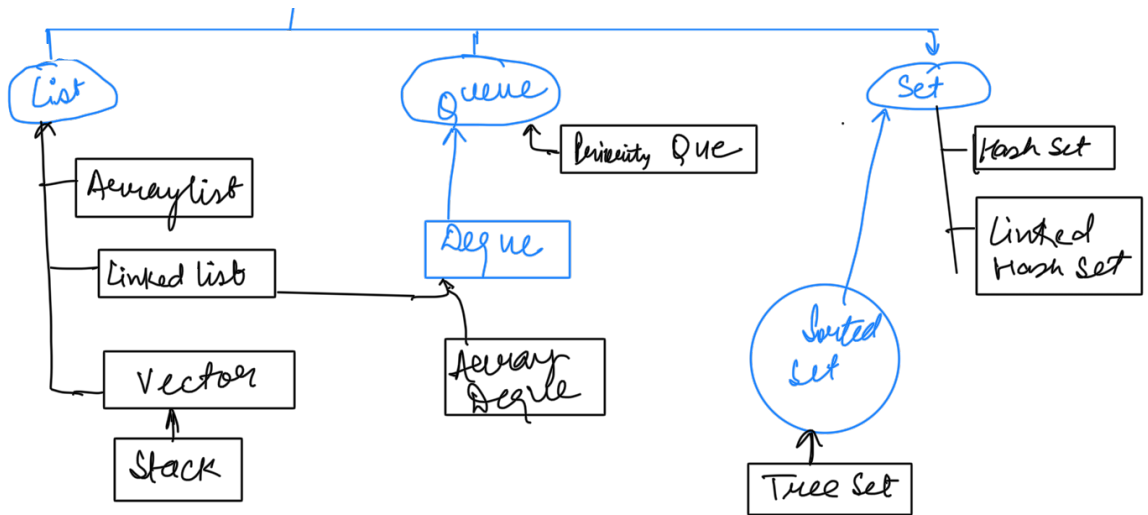 List
Queue
Set
Priority Que
Hash Set
Arraylist
Linked
Hash Set
Deque
Linked list
Sorted
Set
Array
Deque
Vector
Stack
Tree Set